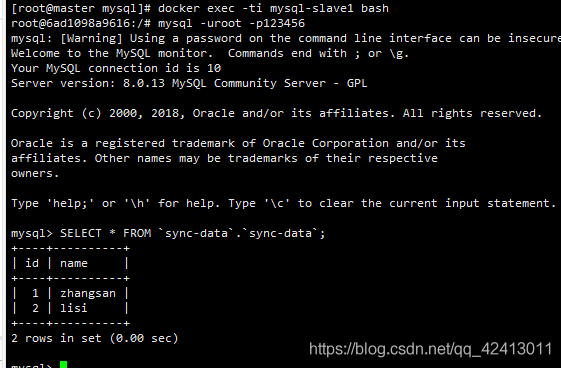 [root@master mysql]# docker exec -ti mysql-slave1 bash
root@6ad1098a9616:/# mysql -uroot -p123456
mysql: [Warning] Using a password on the command line interface can be insecure
Welcome to the MySQL monitor.  Commands end with ; or \g.
Your MySQL connection id is 10
Server version: 8.0.13 MySQL Community Server - GPL
Copyright (c) 2000, 2018, Oracle and/or its affiliates. All rights reserved.
Oracle is a registered trademark of Oracle Corporation and/or its
affiliates. Other names may be trademarks of their respective
owners.
Type 'help;' or '\h' for help. Type '\c' to clear the current input statement.
mysql> SELECT * FROM `sync-data`.`sync-data`;
+----+----------+
| id | name     |
+----+----------+
|  1 | zhangsan |
|  2 | lisi     |
+----+----------+
2 rows in set (0.00 sec)
https://blog.csdn.net/qq_42413011
mysql>